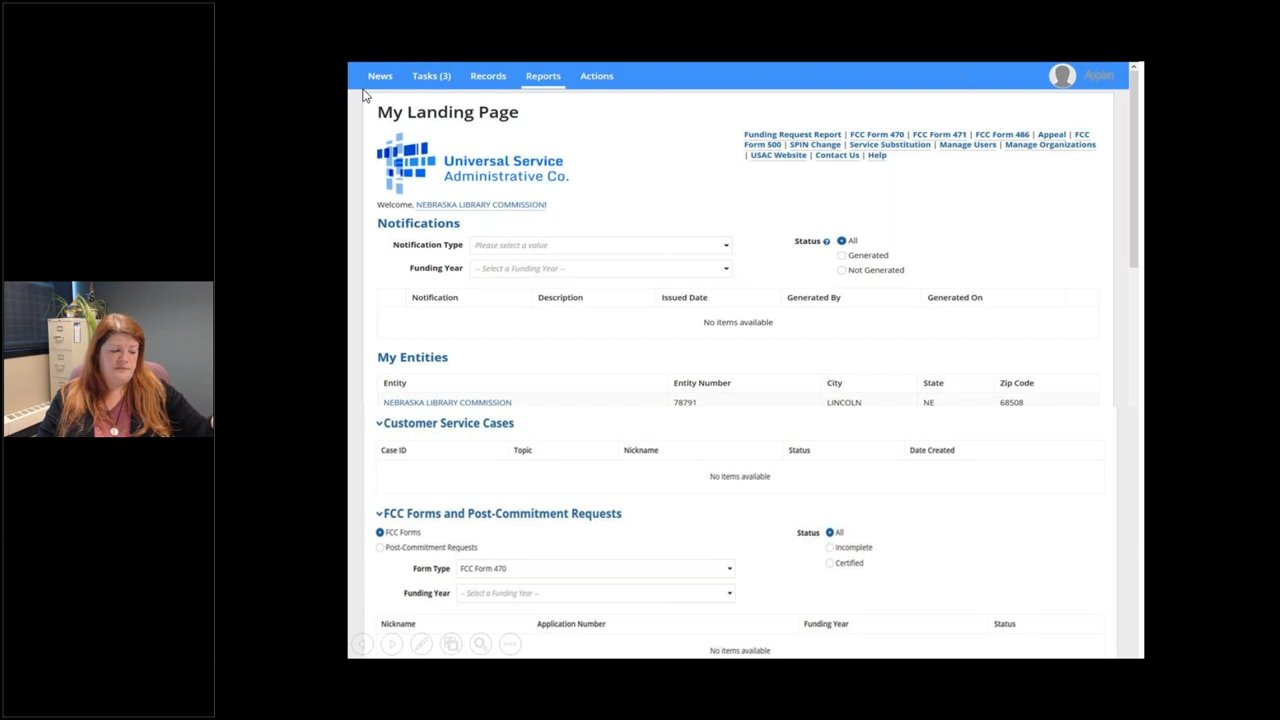 News Tasks (3) Records Reports Actions Appian
My Landing Page
Funding Request Report | FCC Form 470 | FCC Form 471 | FCC Form 486 | Appeal | FCC
Form 500 | SPIN Change | Service Substitution | Manage Users | Manage Organizations
| USAC Website | Contact Us | Help
Universal Service
Administrative Co.
Welcome, NEBRASKA LIBRARY COMMISSION!
Notifications
Notification Type Please select a value Status ? All
Generated
Funding Year -- Select a Funding Year -- Not Generated
Notification Description Issued Date Generated By Generated On
No items available
My Entities
Entity Entity Number City State Zip Code
NEBRASKA LIBRARY COMMISSION 78791 LINCOLN NE 68508
Customer Service Cases
Case ID Topic Nickname Status Date Created
No items available
FCC Forms and Post-Commitment Requests
FCC Forms Status All
Post-Commitment Requests Incomplete
Form Type FCC Form 470 Certified
Funding Year -- Select a Funding Year --
Nickname Application Number Funding Year Status
No items available